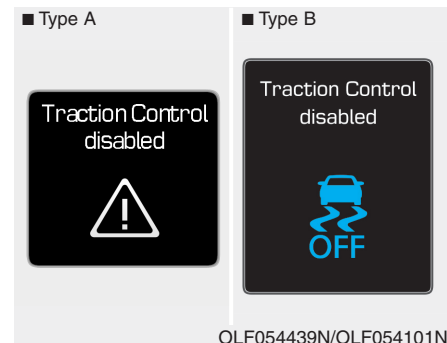 ■ Type A
Traction Control
disabled
■ Type B
Traction Control
disabled
OFF
OLF054439N/OLF054101N